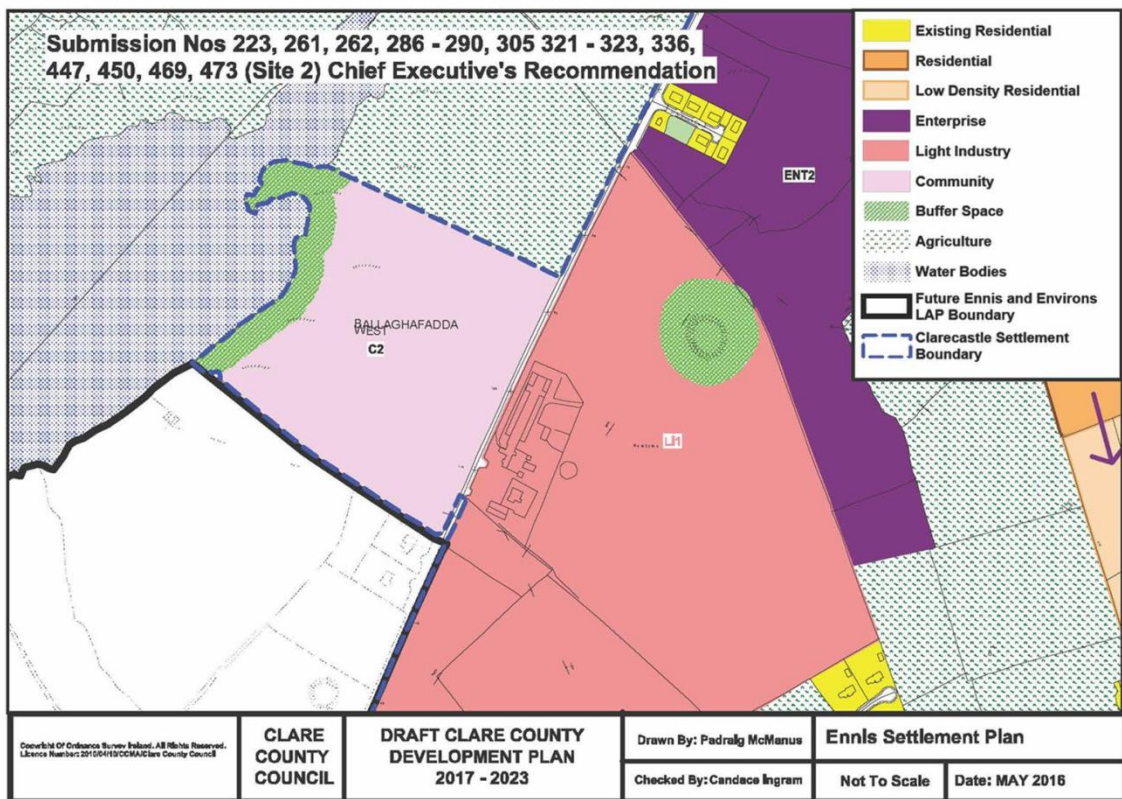 Submission Nos 223, 261, 262, 286 - 290, 305 321 - 323, 336,
447, 450, 469, 473 (Site 2) Chief Executive's Recommendation
Existing Residential
Residential
Low Density Residential
Enterprise
Light Industry
Community
Buffer Space
Agriculture
Water Bodies
Future Ennis and Environs
LAP Boundary
Clarecastle Settlement
Boundary
ENT2
BALLAGHAFADDA
WEST
C2
LI1
Copyright Of Ordnance Survey Ireland. All Rights Reserved.
Licence Number: 2010/04/10/CCMA/Clare County Council
CLARE
COUNTY
COUNCIL
DRAFT CLARE COUNTY
DEVELOPMENT PLAN
2017 - 2023
Drawn By: Padraig McManus
Checked By: Candace Ingram
Ennis Settlement Plan
Not To Scale
Date: MAY 2016